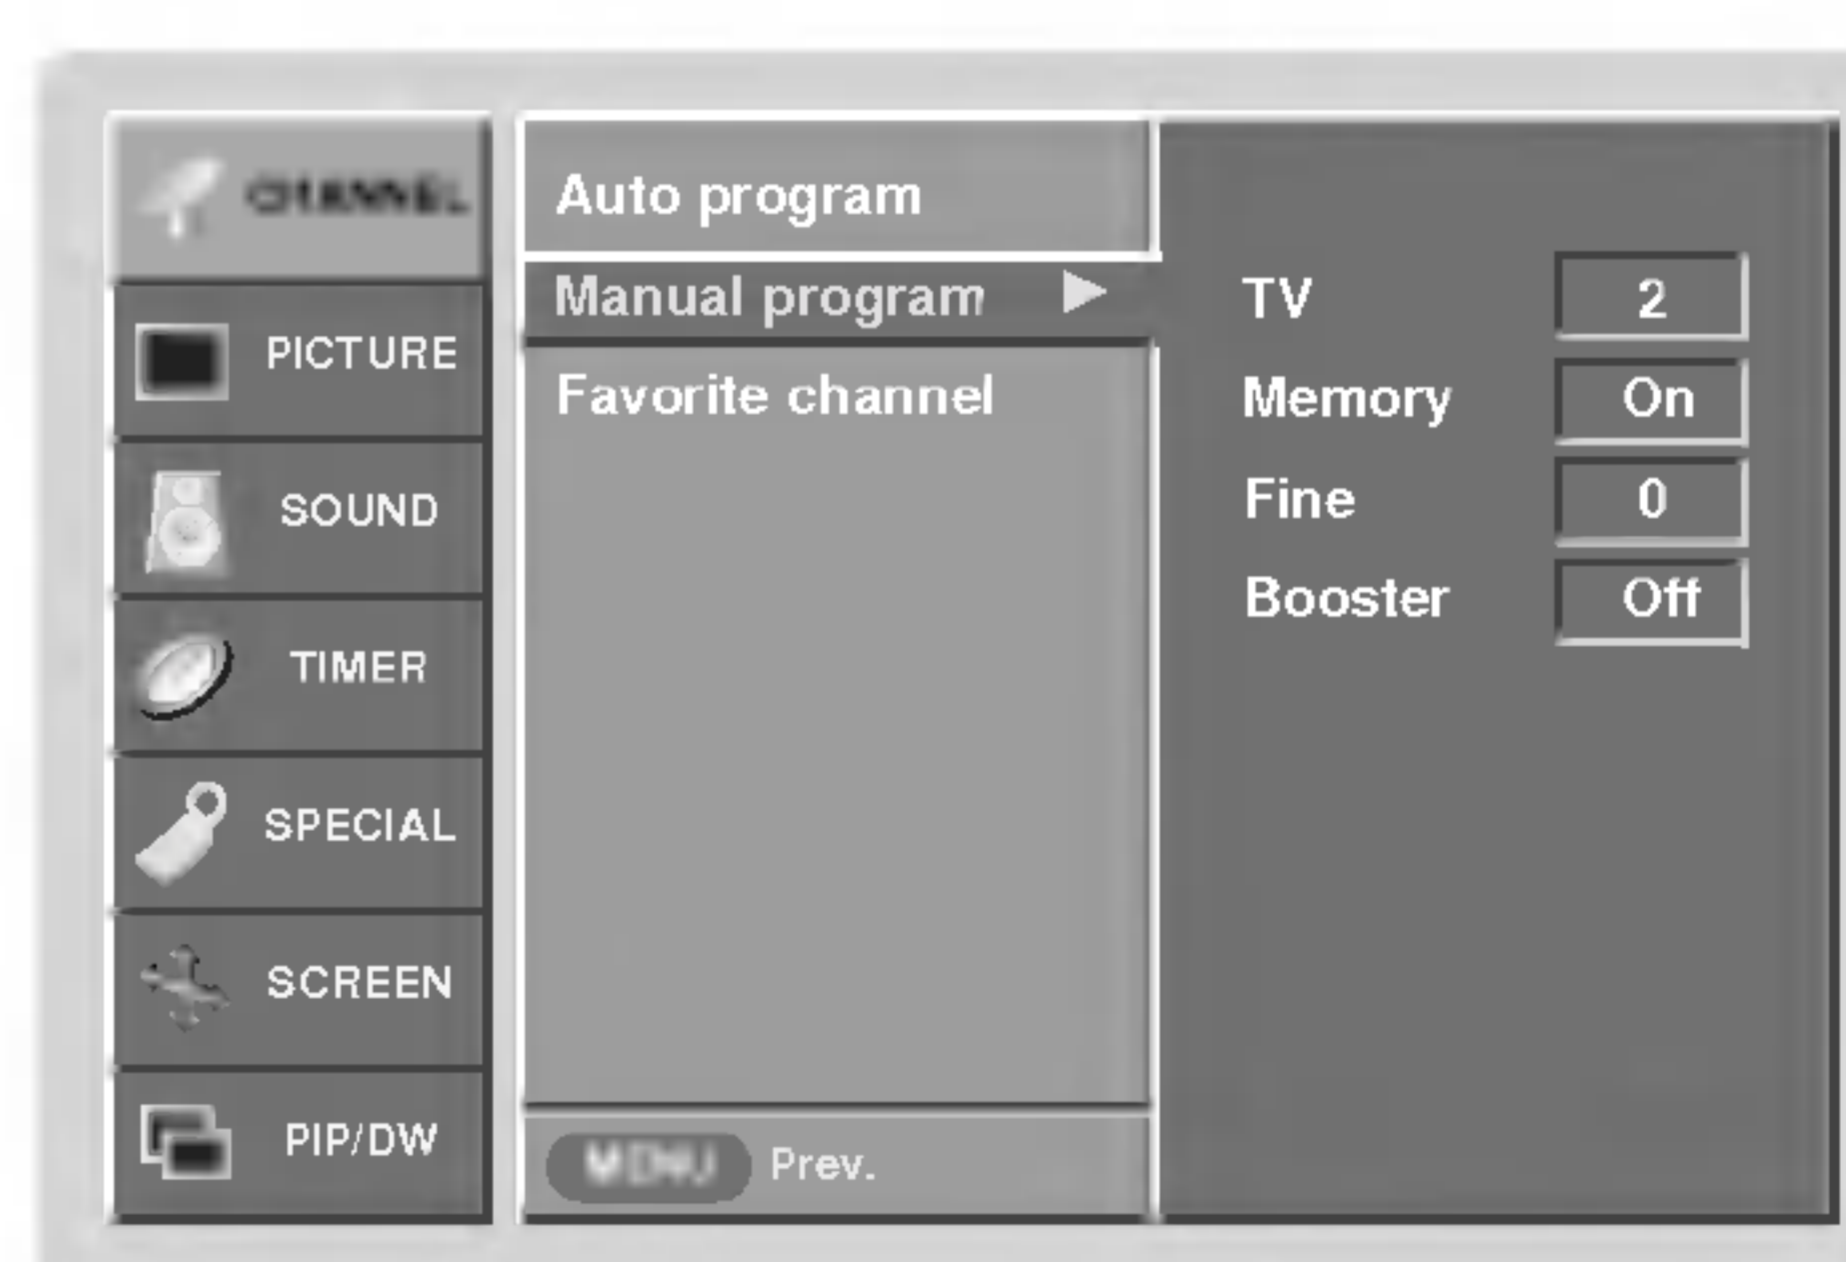 CHANNEL
PICTURE
SOUND
TIMER
SPECIAL
SCREEN
PIP/DW
Auto program
Manual program ▶
Favorite channel
MENU Prev.
TV 2
Memory On
Fine 0
Booster Off